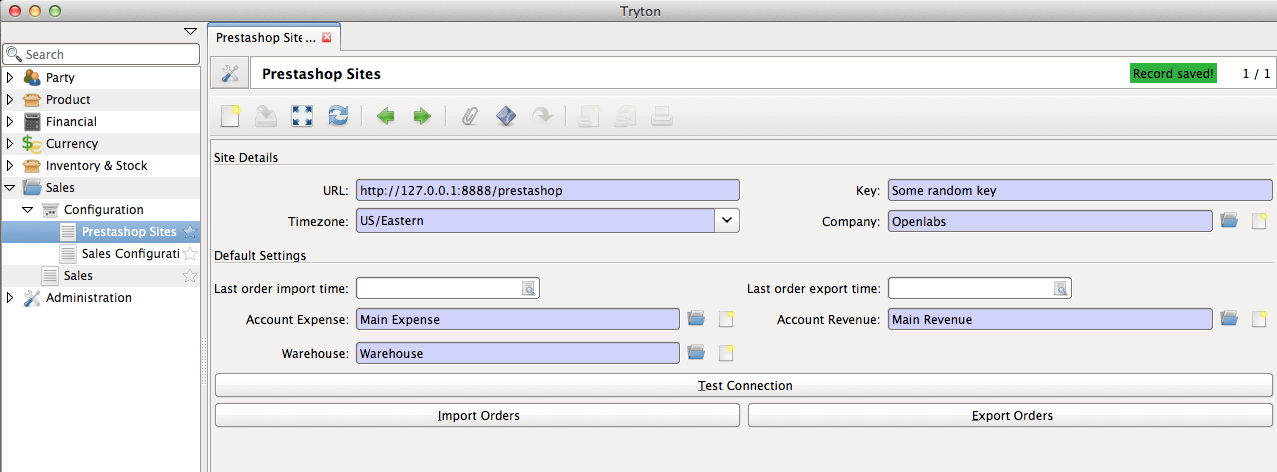 Tryton
Search
Party
Product
Financial
Currency
Inventory & Stock
Sales
Configuration
Prestashop Sites
Sales Configurati
Sales
Administration
Prestashop Site...
Prestashop Sites
Record saved!
1 / 1
Site Details
URL: http://127.0.0.1:8888/prestashop Key: Some random key
Timezone: US/Eastern Company: Openlabs
Default Settings
Last order import time: Last order export time:
Account Expense: Main Expense Account Revenue: Main Revenue
Warehouse: Warehouse
Test Connection
Import Orders Export Orders